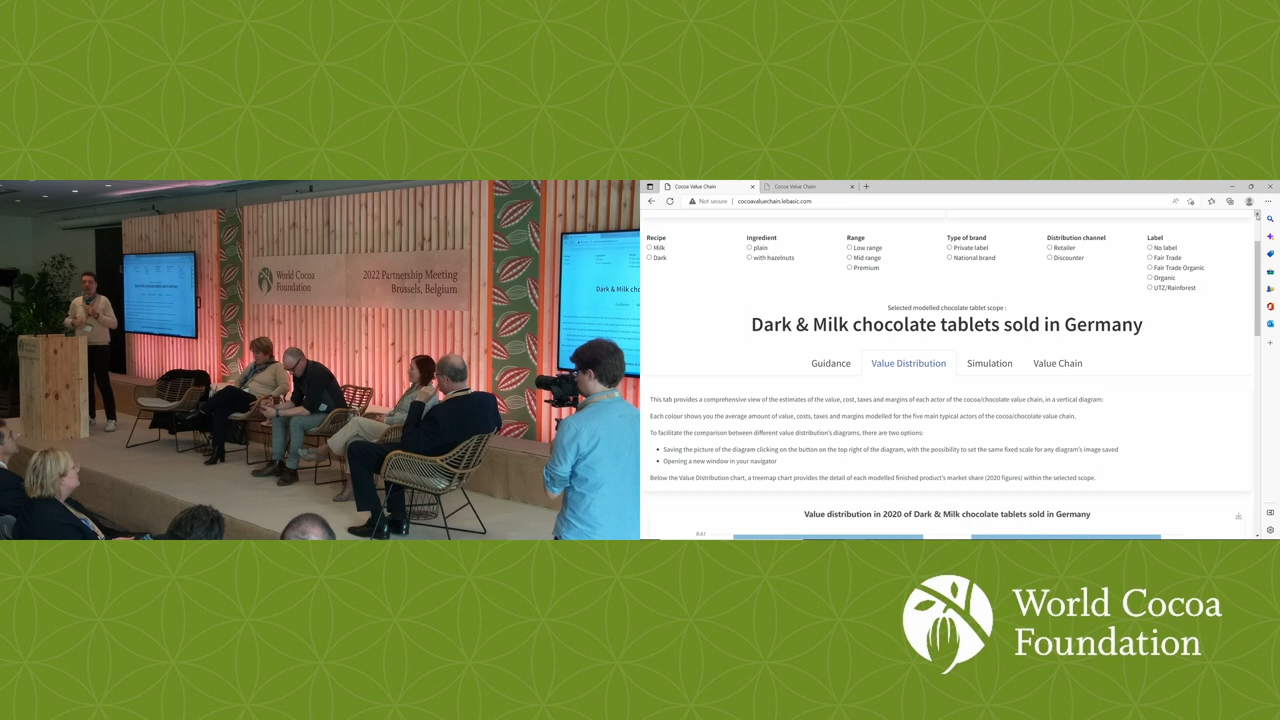 World Cocoa
Foundation
2022 Partnership Meeting
Brussels, Belgium
Dark & Milk cho
Cocoa Value Chain
Cocoa Value Chain
Not secure
cocoavaluechain.lebasic.com
Recipe
Milk
Dark
Ingredient
plain
with hazelnuts
Range
Low range
Mid range
Premium
Type of brand
Private label
National brand
Distribution channel
Retailer
Discounter
Label
No label
Fair Trade
Fair Trade Organic
Organic
UTZ/Rainforest
Selected modelled chocolate tablet scope :
Dark & Milk chocolate tablets sold in Germany
Guidance
Value Distribution
Simulation
Value Chain
This tab provides a comprehensive view of the estimates of the value, cost, taxes and margins of each actor of the cocoa/chocolate value chain, in a vertical diagram:
Each colour shows you the average amount of value, costs, taxes and margins modelled for the five main typical actors of the cocoa/chocolate value chain.
To facilitate the comparison between different value distribution's diagrams, there are two options:
Saving the picture of the diagram clicking on the button on the top right of the diagram, with the possibility to set the same fixed scale for any diagram's image saved
Opening a new window in your navigator
Below the Value Distribution chart, a treemap chart provides the detail of each modelled finished product's market share (2020 figures) within the selected scope.
Value distribution in 2020 of Dark & Milk chocolate tablets sold in Germany
8.61
World Cocoa
Foundation